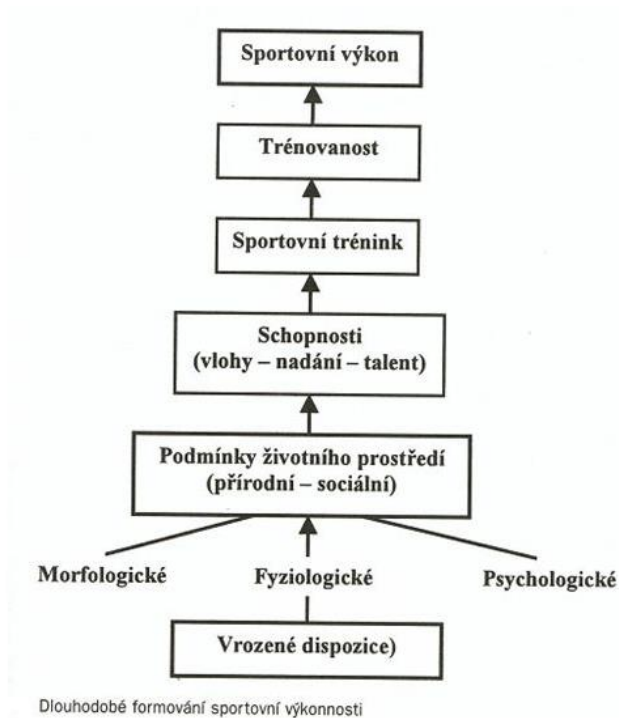 Sportovní výkon
Trénovanost
Sportovní trénink
Schopnosti
(vlohy – nadání – talent)
Podmínky životního prostředí
(přírodní – sociální)
Morfologické Fyziologické Psychologické
Vrozené dispozice)
Dlouhodobé formování sportovní výkonnosti